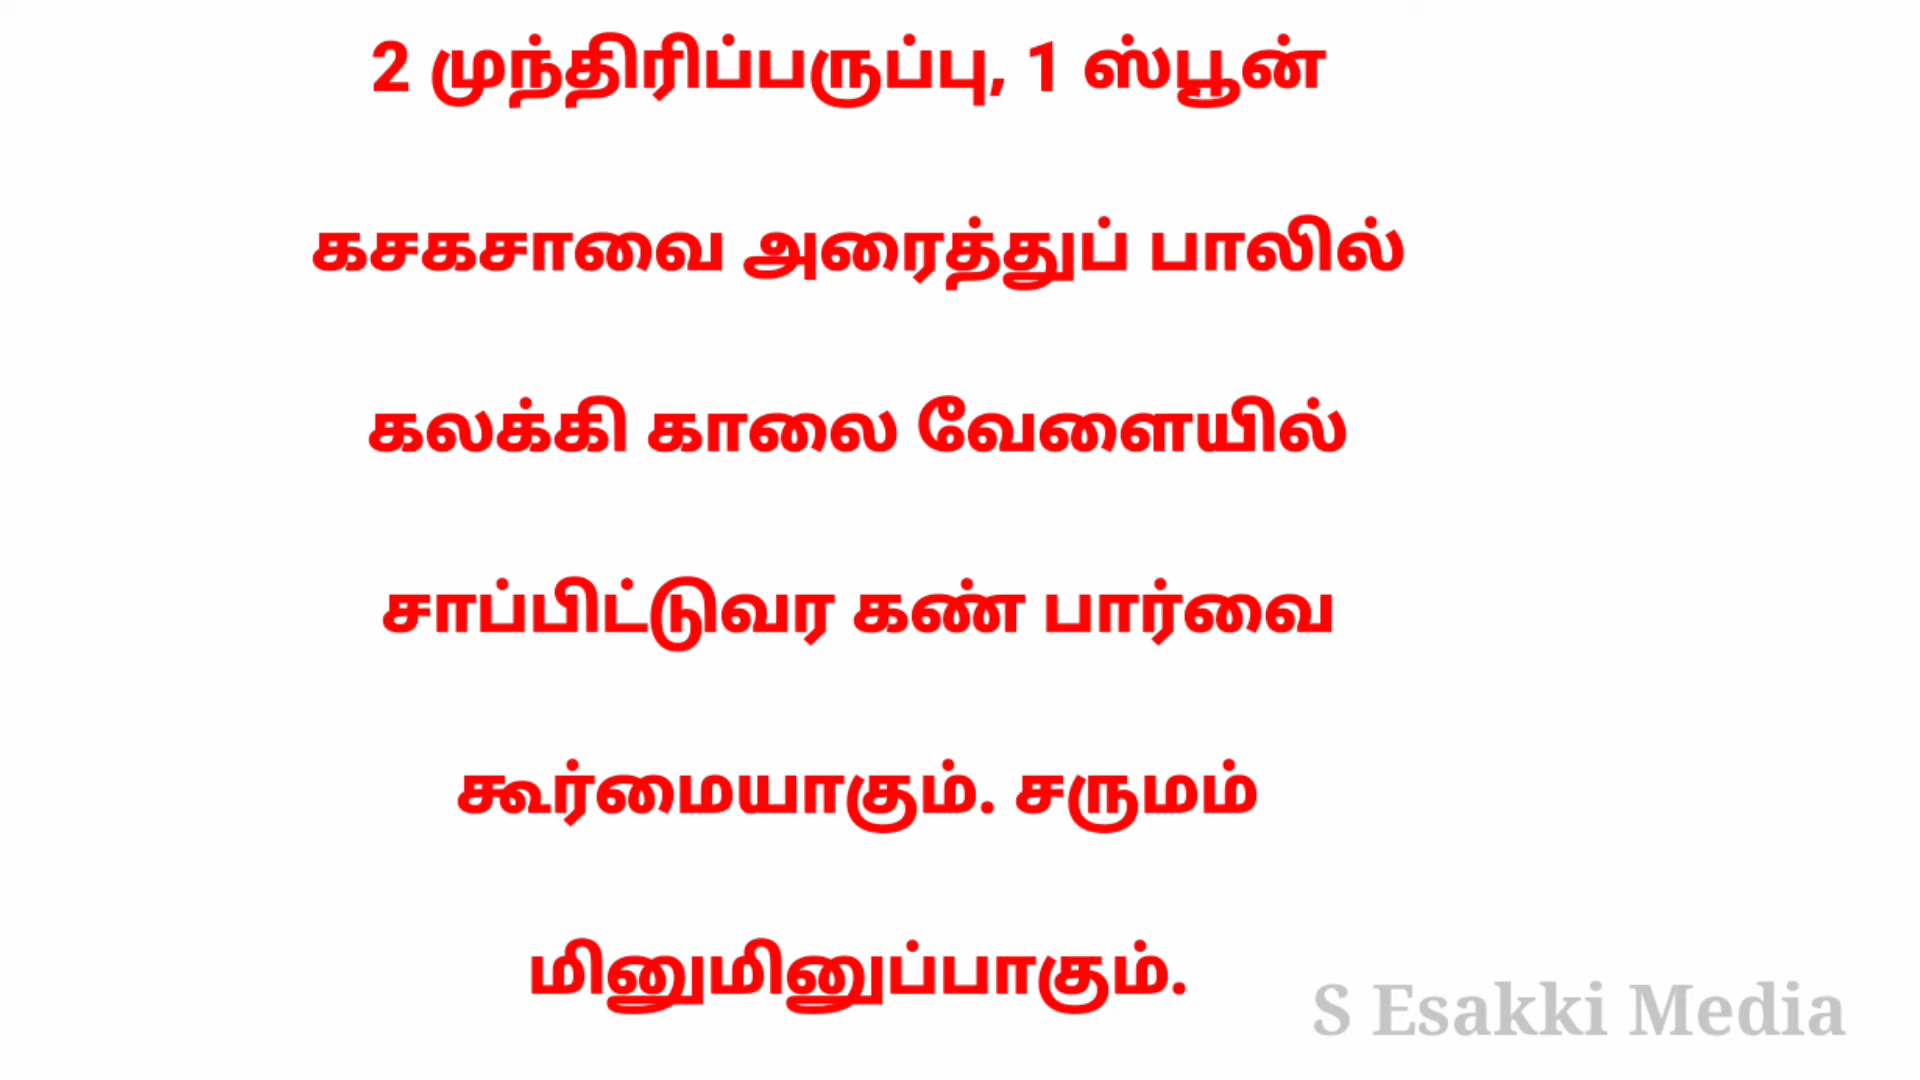 2 முந்திரிப்பருப்பு, 1 ஸ்பூன்
கசகசாவை அரைத்துப் பாலில்
கலக்கி காலை வேளையில்
சாப்பிட்டுவர கண் பார்வை
கூர்மையாகும். சருமம்
மினுமினுப்பாகும்.
S Esakki Media